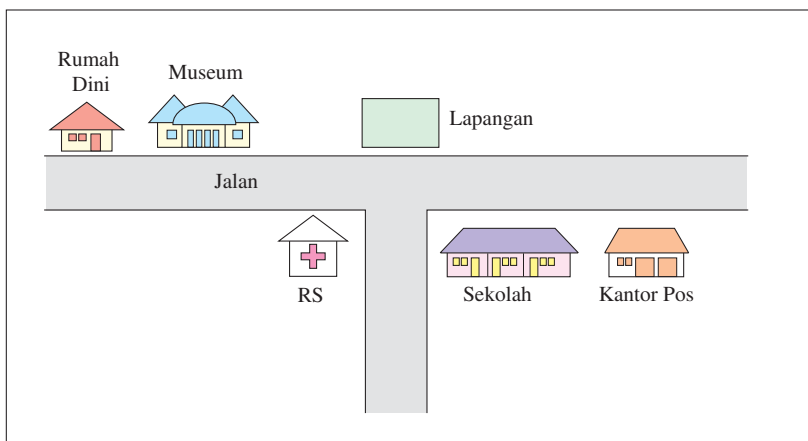 Rumah
Dini
Museum
Lapangan
Jalan
RS
Sekolah
Kantor Pos